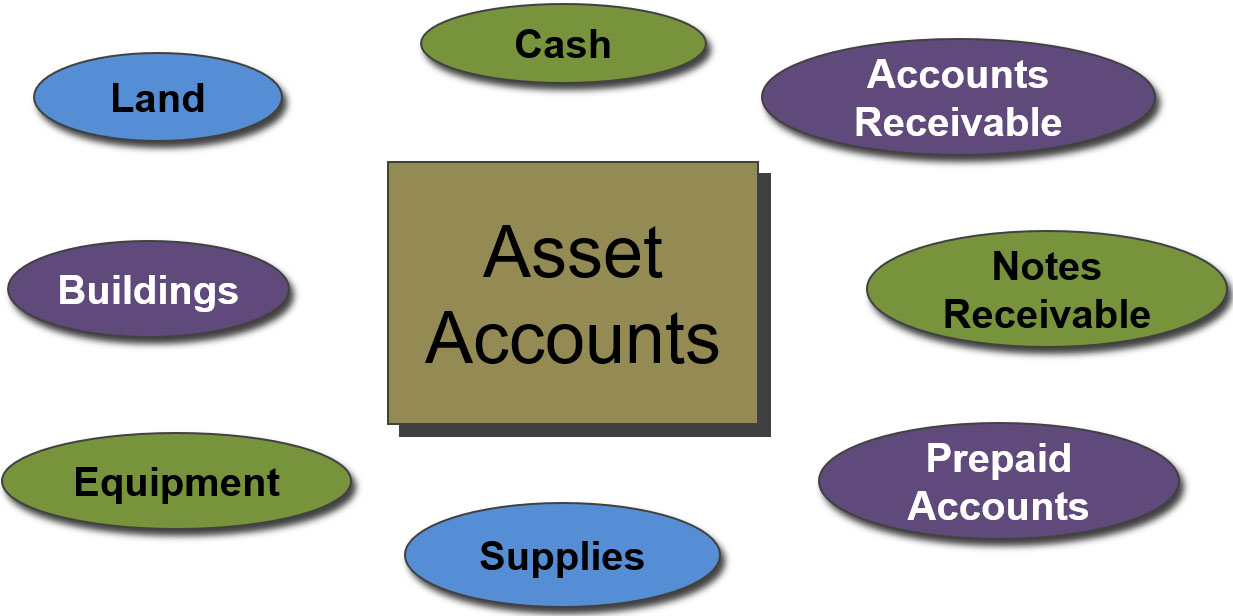 Cash
Land
Accounts
Receivable
Asset
Accounts
Buildings
Notes
Receivable
Equipment
Prepaid
Accounts
Supplies